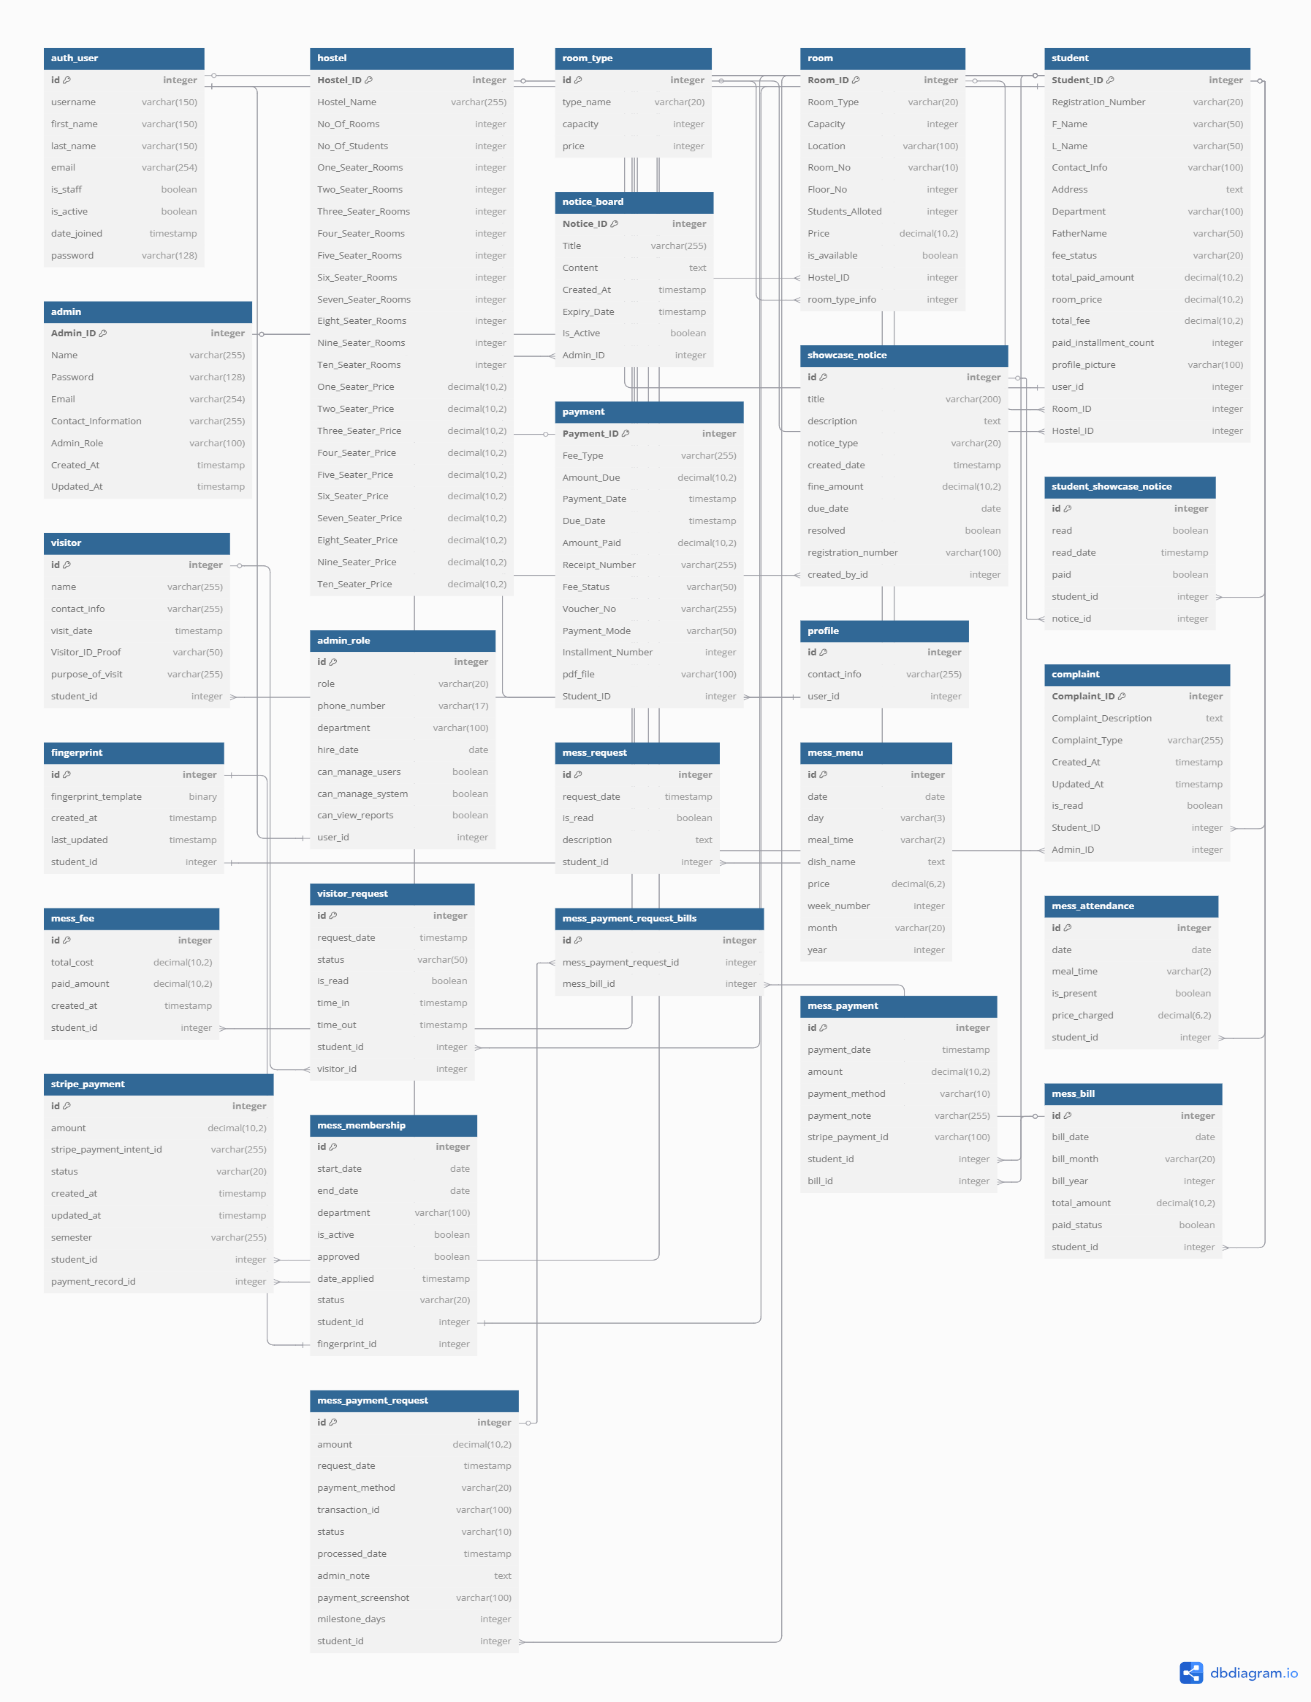 auth_user
id integer
username varchar(150)
first_name varchar(150)
last_name varchar(150)
email varchar(254)
is_staff boolean
is_active boolean
date_joined timestamp
password varchar(128)
admin
Admin_ID integer
Name varchar(255)
Password varchar(128)
Email varchar(254)
Contact_Information varchar(255)
Admin_Role varchar(100)
Created_At timestamp
Updated_At timestamp
visitor
id integer
name varchar(255)
contact_info varchar(255)
visit_date timestamp
Visitor_ID_Proof varchar(50)
purpose_of_visit varchar(255)
student_id integer
fingerprint
id integer
fingerprint_template binary
created_at timestamp
last_updated timestamp
student_id integer
mess_fee
id integer
total_cost decimal(10,2)
paid_amount decimal(10,2)
created_at timestamp
student_id integer
stripe_payment
id integer
amount decimal(10,2)
stripe_payment_intent_id varchar(255)
status varchar(20)
created_at timestamp
updated_at timestamp
semester varchar(255)
student_id integer
payment_record_id integer
hostel
Hostel_ID integer
Hostel_Name varchar(255)
No_Of_Rooms integer
No_Of_Students integer
One_Seater_Rooms integer
Two_Seater_Rooms integer
Three_Seater_Rooms integer
Four_Seater_Rooms integer
Five_Seater_Rooms integer
Six_Seater_Rooms integer
Seven_Seater_Rooms integer
Eight_Seater_Rooms integer
Nine_Seater_Rooms integer
Ten_Seater_Rooms integer
One_Seater_Price decimal(10,2)
Two_Seater_Price decimal(10,2)
Three_Seater_Price decimal(10,2)
Four_Seater_Price decimal(10,2)
Five_Seater_Price decimal(10,2)
Six_Seater_Price decimal(10,2)
Seven_Seater_Price decimal(10,2)
Eight_Seater_Price decimal(10,2)
Nine_Seater_Price decimal(10,2)
Ten_Seater_Price decimal(10,2)
admin_role
id integer
role varchar(20)
phone_number varchar(17)
department varchar(100)
hire_date date
can_manage_users boolean
can_manage_system boolean
can_view_reports boolean
user_id integer
visitor_request
id integer
request_date timestamp
status varchar(50)
is_read boolean
time_in timestamp
time_out timestamp
student_id integer
visitor_id integer
mess_membership
id integer
start_date date
end_date date
department varchar(100)
is_active boolean
approved boolean
date_applied timestamp
status varchar(20)
student_id integer
fingerprint_id integer
mess_payment_request
id integer
amount decimal(10,2)
request_date timestamp
payment_method varchar(20)
transaction_id varchar(100)
status varchar(10)
processed_date timestamp
admin_note text
payment_screenshot varchar(100)
milestone_days integer
student_id integer
room_type
id integer
type_name varchar(20)
capacity integer
price integer
notice_board
Notice_ID integer
Title varchar(255)
Content text
Created_At timestamp
Expiry_Date timestamp
Is_Active boolean
Admin_ID integer
payment
Payment_ID integer
Fee_Type varchar(255)
Amount_Due decimal(10,2)
Payment_Date timestamp
Due_Date timestamp
Amount_Paid decimal(10,2)
Receipt_Number varchar(255)
Fee_Status varchar(50)
Voucher_No varchar(255)
Payment_Mode varchar(50)
Installment_Number integer
pdf_file varchar(100)
Student_ID integer
mess_request
id integer
request_date timestamp
is_read boolean
description text
student_id integer
mess_payment_request_bills
id integer
mess_payment_request_id integer
mess_bill_id integer
room
Room_ID integer
Room_Type varchar(20)
Capacity integer
Location varchar(100)
Room_No varchar(10)
Floor_No integer
Students_Alloted integer
Price decimal(10,2)
is_available boolean
Hostel_ID integer
room_type_info integer
showcase_notice
id integer
title varchar(200)
description text
notice_type varchar(20)
created_date timestamp
fine_amount decimal(10,2)
due_date date
resolved boolean
registration_number varchar(100)
created_by_id integer
profile
id integer
contact_info varchar(255)
user_id integer
mess_menu
id integer
date date
day varchar(3)
meal_time varchar(2)
dish_name text
price decimal(6,2)
week_number integer
month varchar(20)
year integer
mess_payment
id integer
payment_date timestamp
amount decimal(10,2)
payment_method varchar(10)
payment_note varchar(255)
stripe_payment_id varchar(100)
student_id integer
bill_id integer
student
Student_ID integer
Registration_Number varchar(20)
F_Name varchar(50)
L_Name varchar(50)
Contact_Info varchar(100)
Address text
Department varchar(100)
FatherName varchar(50)
fee_status varchar(20)
total_paid_amount decimal(10,2)
room_price decimal(10,2)
total_fee decimal(10,2)
paid_installment_count integer
profile_picture varchar(100)
user_id integer
Room_ID integer
Hostel_ID integer
student_showcase_notice
id integer
read boolean
read_date timestamp
paid boolean
student_id integer
notice_id integer
complaint
Complaint_ID integer
Complaint_Description text
Complaint_Type varchar(255)
Created_At timestamp
Updated_At timestamp
is_read boolean
Student_ID integer
Admin_ID integer
mess_attendance
id integer
date date
meal_time varchar(2)
is_present boolean
price_charged decimal(6,2)
student_id integer
mess_bill
id integer
bill_date date
bill_month varchar(20)
bill_year integer
total_amount decimal(10,2)
paid_status boolean
student_id integer
dbdiagram.io